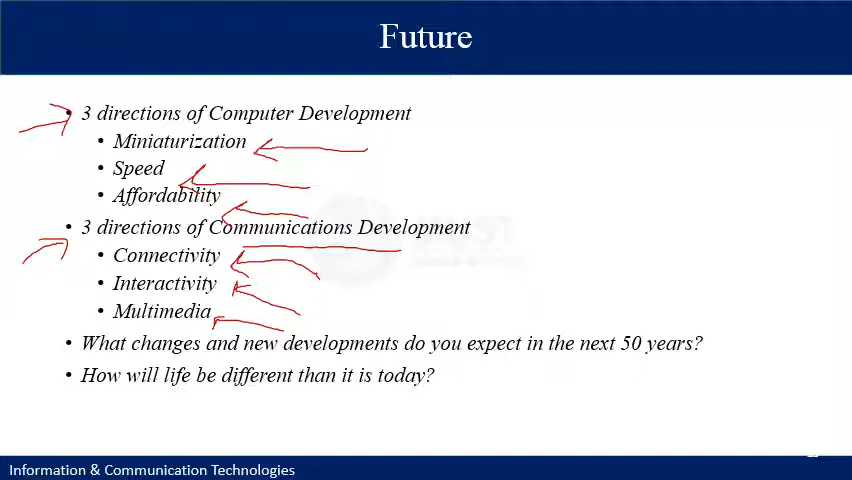 Future
• 3 directions of Computer Development
• Miniaturization
• Speed
• Affordability
• 3 directions of Communications Development
• Connectivity
• Interactivity
• Multimedia
• What changes and new developments do you expect in the next 50 years?
• How will life be different than it is today?
Information & Communication Technologies